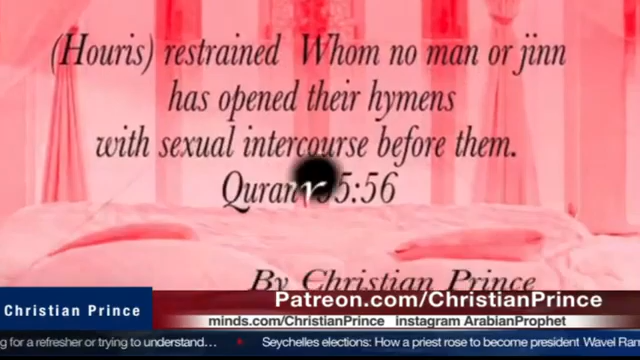 (Houris) restrained Whom no man or jinn
has opened their hymens
with sexual intercourse before them.
5:56
By Christian Prince
Patreon.com/ChristianPrince
Christian Prince
minds.com/ChristianPrince instagram ArabianProphet
for a refresher or trying to understand… • Seychelles elections: How a priest rose to become president Wavel